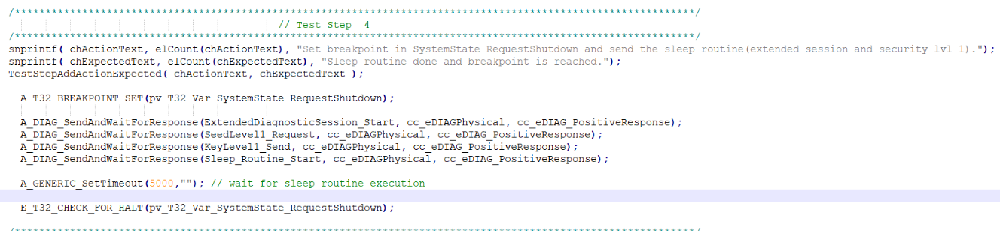 /****************************************************************************************************************/
// Test Step  4
/****************************************************************************************************************/
snprintf( chActionText, elCount(chActionText), "Set breakpoint in SystemState_RequestShutdown and send the sleep routine(extended session and security lvl 1).");
snprintf( chExpectedText, elCount(chExpectedText), "Sleep routine done and breakpoint is reached.");
TestStepAddActionExpected( chActionText, chExpectedText );
A_T32_BREAKPOINT_SET(pv_T32_Var_SystemState_RequestShutdown);
A_DIAG_SendAndWaitForResponse(ExtendedDiagnosticSession_Start, cc_eDIAGPhysical, cc_eDIAG_PositiveResponse);
A_DIAG_SendAndWaitForResponse(SeedLevel1_Request, cc_eDIAGPhysical, cc_eDIAG_PositiveResponse);
A_DIAG_SendAndWaitForResponse(KeyLevel1_Send, cc_eDIAGPhysical, cc_eDIAG_PositiveResponse);
A_DIAG_SendAndWaitForResponse(Sleep_Routine_Start, cc_eDIAGPhysical, cc_eDIAG_PositiveResponse);
A_GENERIC_SetTimeout(5000,""); // wait for sleep routine execution
E_T32_CHECK_FOR_HALT(pv_T32_Var_SystemState_RequestShutdown);
/****************************************************************************************************************/